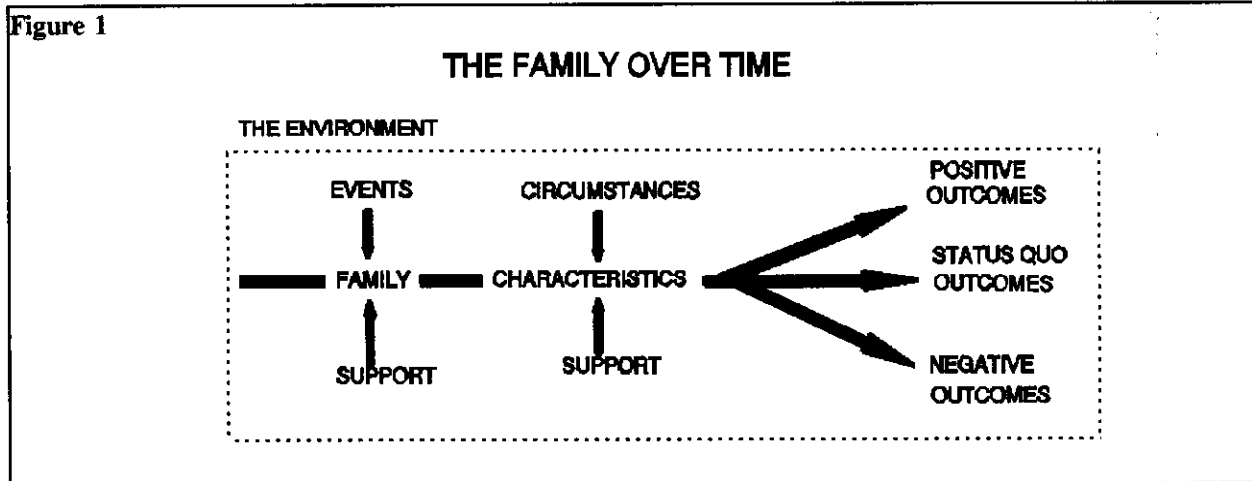 Figure 1
THE FAMILY OVER TIME
THE ENVIRONMENT
EVENTS
CIRCUMSTANCES
FAMILY
CHARACTERISTICS
SUPPORT
SUPPORT
POSITIVE
OUTCOMES
STATUS QUO
OUTCOMES
NEGATIVE
OUTCOMES